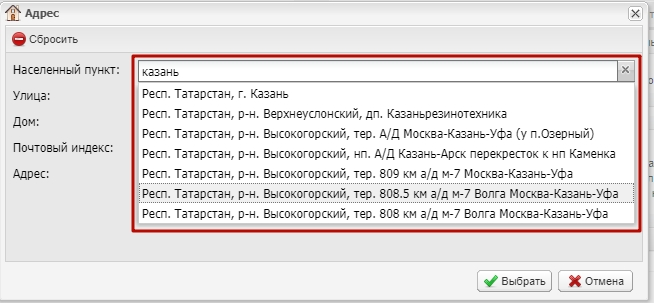 Адрес
Сбросить
Населенный пункт:
казань
Респ. Татарстан, г. Казань
Респ. Татарстан, р-н. Верхнеуслонский, дп. Казаньрезинотехника
Респ. Татарстан, р-н. Высокогорский, тер. А/Д Москва-Казань-Уфа (у п.Озерный)
Респ. Татарстан, р-н. Высокогорский, нп. А/Д Казань-Арск перекресток к нп Каменка
Респ. Татарстан, р-н. Высокогорский, тер. 809 км а/д м-7 Москва-Казань-Уфа
Респ. Татарстан, р-н. Высокогорский, тер. 808.5 км а/д м-7 Волга Москва-Казань-Уфа
Респ. Татарстан, р-н. Высокогорский, тер. 808 км а/д м-7 Волга Москва-Казань-Уфа
Улица:
Дом:
Почтовый индекс:
Адрес:
Выбрать
Отмена